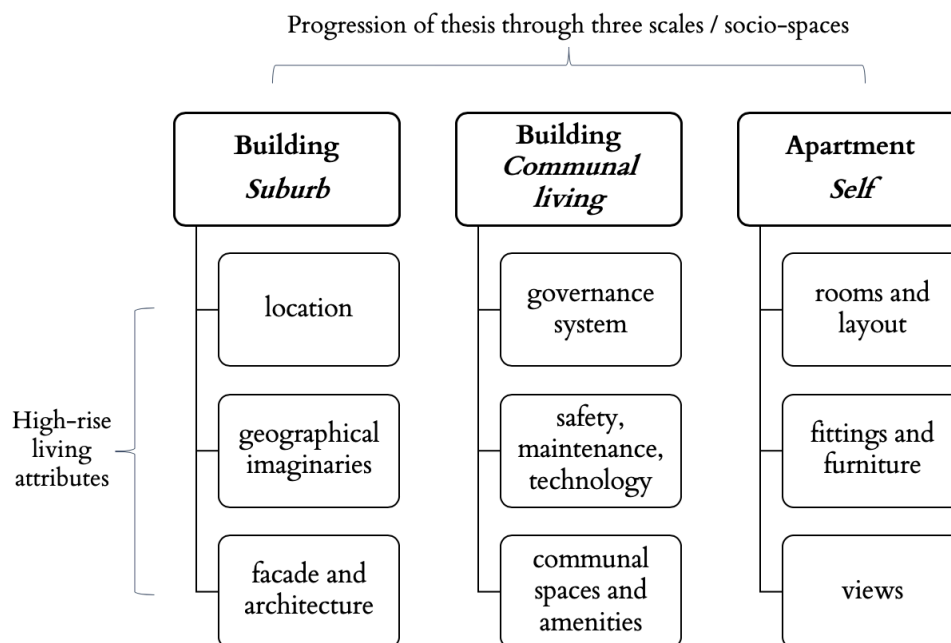 Progression of thesis through three scales / socio-spaces
Building
Suburb
Building
Communal
living
Apartment
Self
High-rise
living
attributes
location
geographical
imaginaries
facade and
architecture
governance
system
safety,
maintenance,
technology
communal
spaces and
amenities
rooms and
layout
fittings and
furniture
views